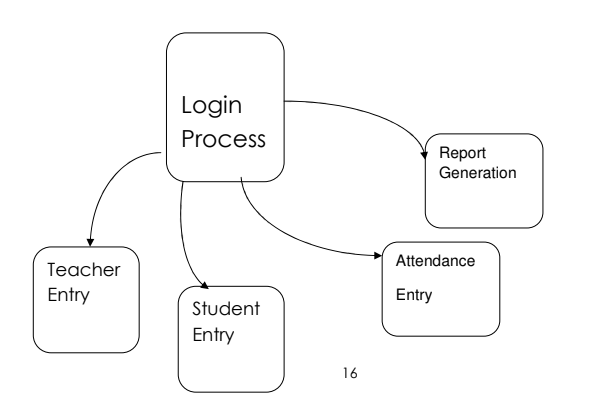 Login
Process
Report
Generation
Teacher
Entry
Attendance
Entry
Student
Entry
16